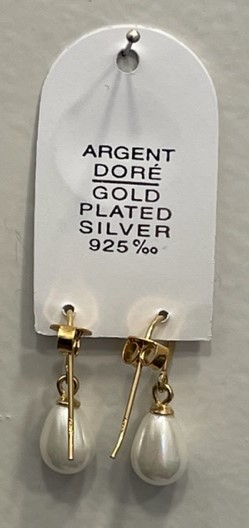 ARGENT
DORÉ
GOLD
PLATED
SILVER
925‰